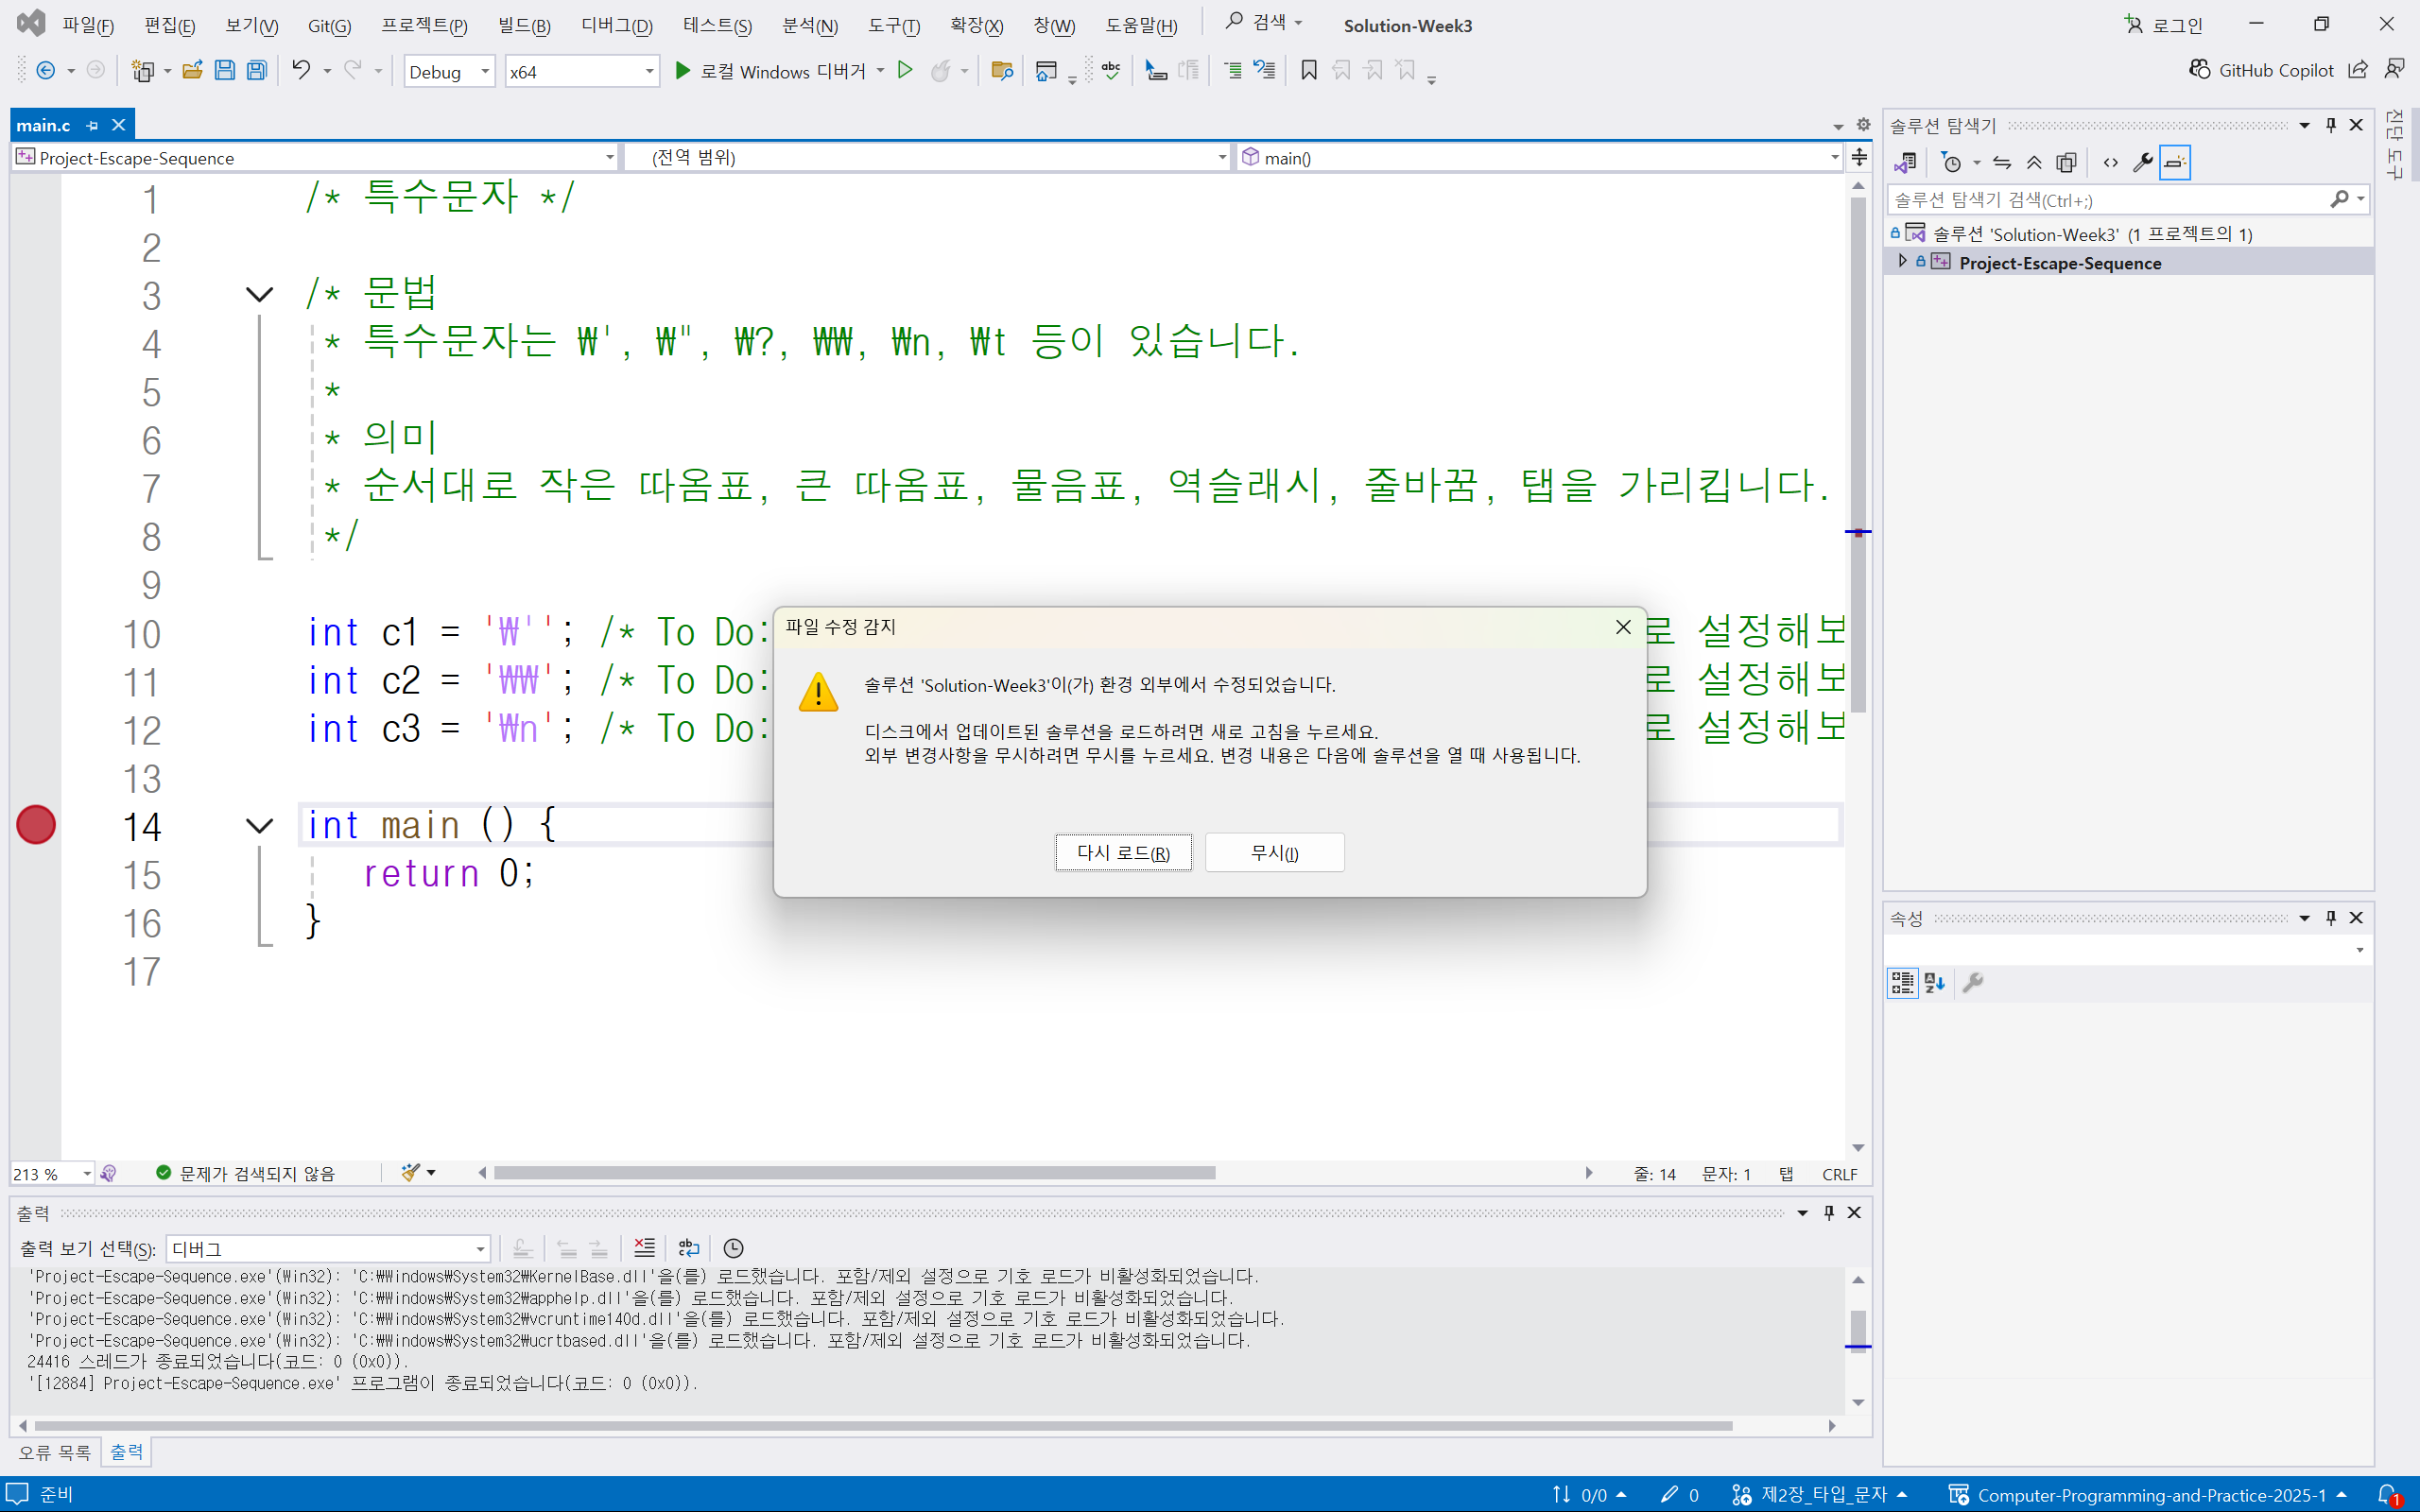 파일(F) 편집(E) 보기(V) Git(G) 프로젝트(P) 빌드(B) 디버그(D) 테스트(S) 분석(N) 도구(T) 확장(X) 창(W) 도움말(H) 검색 Solution-Week3 로그인
Debug x64 로컬 Windows 디버거 GitHub Copilot
main.c
Project-Escape-Sequence (전역 범위) main()
1 /* 특수문자 */
2
3 /* 문법
4 * 특수문자는 ₩', ₩", ₩?, ₩₩, ₩n, ₩t 등이 있습니다.
5 *
6 * 의미
7 * 순서대로 작은 따옴표, 큰 따옴표, 물음표, 역슬래시, 줄바꿈, 탭을 가리킵니다.
8 */
9
10 int c1 = '₩''; /* To Do: 로 설정해보
11 int c2 = '₩₩'; /* To Do: 로 설정해보
12 int c3 = '₩n'; /* To Do: 로 설정해보
13
14 int main () {
15 return 0;
16 }
17
파일 수정 감지
솔루션 'Solution-Week3'이(가) 환경 외부에서 수정되었습니다.
디스크에서 업데이트된 솔루션을 로드하려면 새로 고침을 누르세요.
외부 변경사항을 무시하려면 무시를 누르세요. 변경 내용은 다음에 솔루션을 열 때 사용됩니다.
다시 로드(R) 무시(I)
213 % 문제가 검색되지 않음 줄: 14 문자: 1 탭 CRLF
출력
출력 보기 선택(S): 디버그
'Project-Escape-Sequence.exe'(Win32): 'C:₩Windows₩System32₩KernelBase.dll'을(를) 로드했습니다. 포함/제외 설정으로 기호 로드가 비활성화되었습니다.
'Project-Escape-Sequence.exe'(Win32): 'C:₩Windows₩System32₩apphelp.dll'을(를) 로드했습니다. 포함/제외 설정으로 기호 로드가 비활성화되었습니다.
'Project-Escape-Sequence.exe'(Win32): 'C:₩Windows₩System32₩vcruntime140d.dll'을(를) 로드했습니다. 포함/제외 설정으로 기호 로드가 비활성화되었습니다.
'Project-Escape-Sequence.exe'(Win32): 'C:₩Windows₩System32₩ucrtbased.dll'을(를) 로드했습니다. 포함/제외 설정으로 기호 로드가 비활성화되었습니다.
24416 스레드가 종료되었습니다(코드: 0 (0x0)).
'[12884] Project-Escape-Sequence.exe' 프로그램이 종료되었습니다(코드: 0 (0x0)).
오류 목록 출력
솔루션 탐색기
솔루션 탐색기 검색(Ctrl+;)
솔루션 'Solution-Week3' (1 프로젝트의 1)
Project-Escape-Sequence
속성
진단 도구
준비 0/0 0 제2장_타입_문자 Computer-Programming-and-Practice-2025-1 1